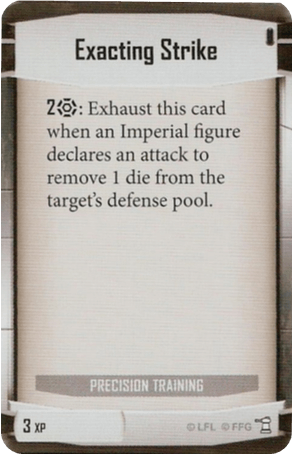 Exacting Strike
2: Exhaust this card
when an Imperial figure
declares an attack to
remove 1 die from the
target's defense pool.
PRECISION TRAINING
3 XP
© LFL © FFG